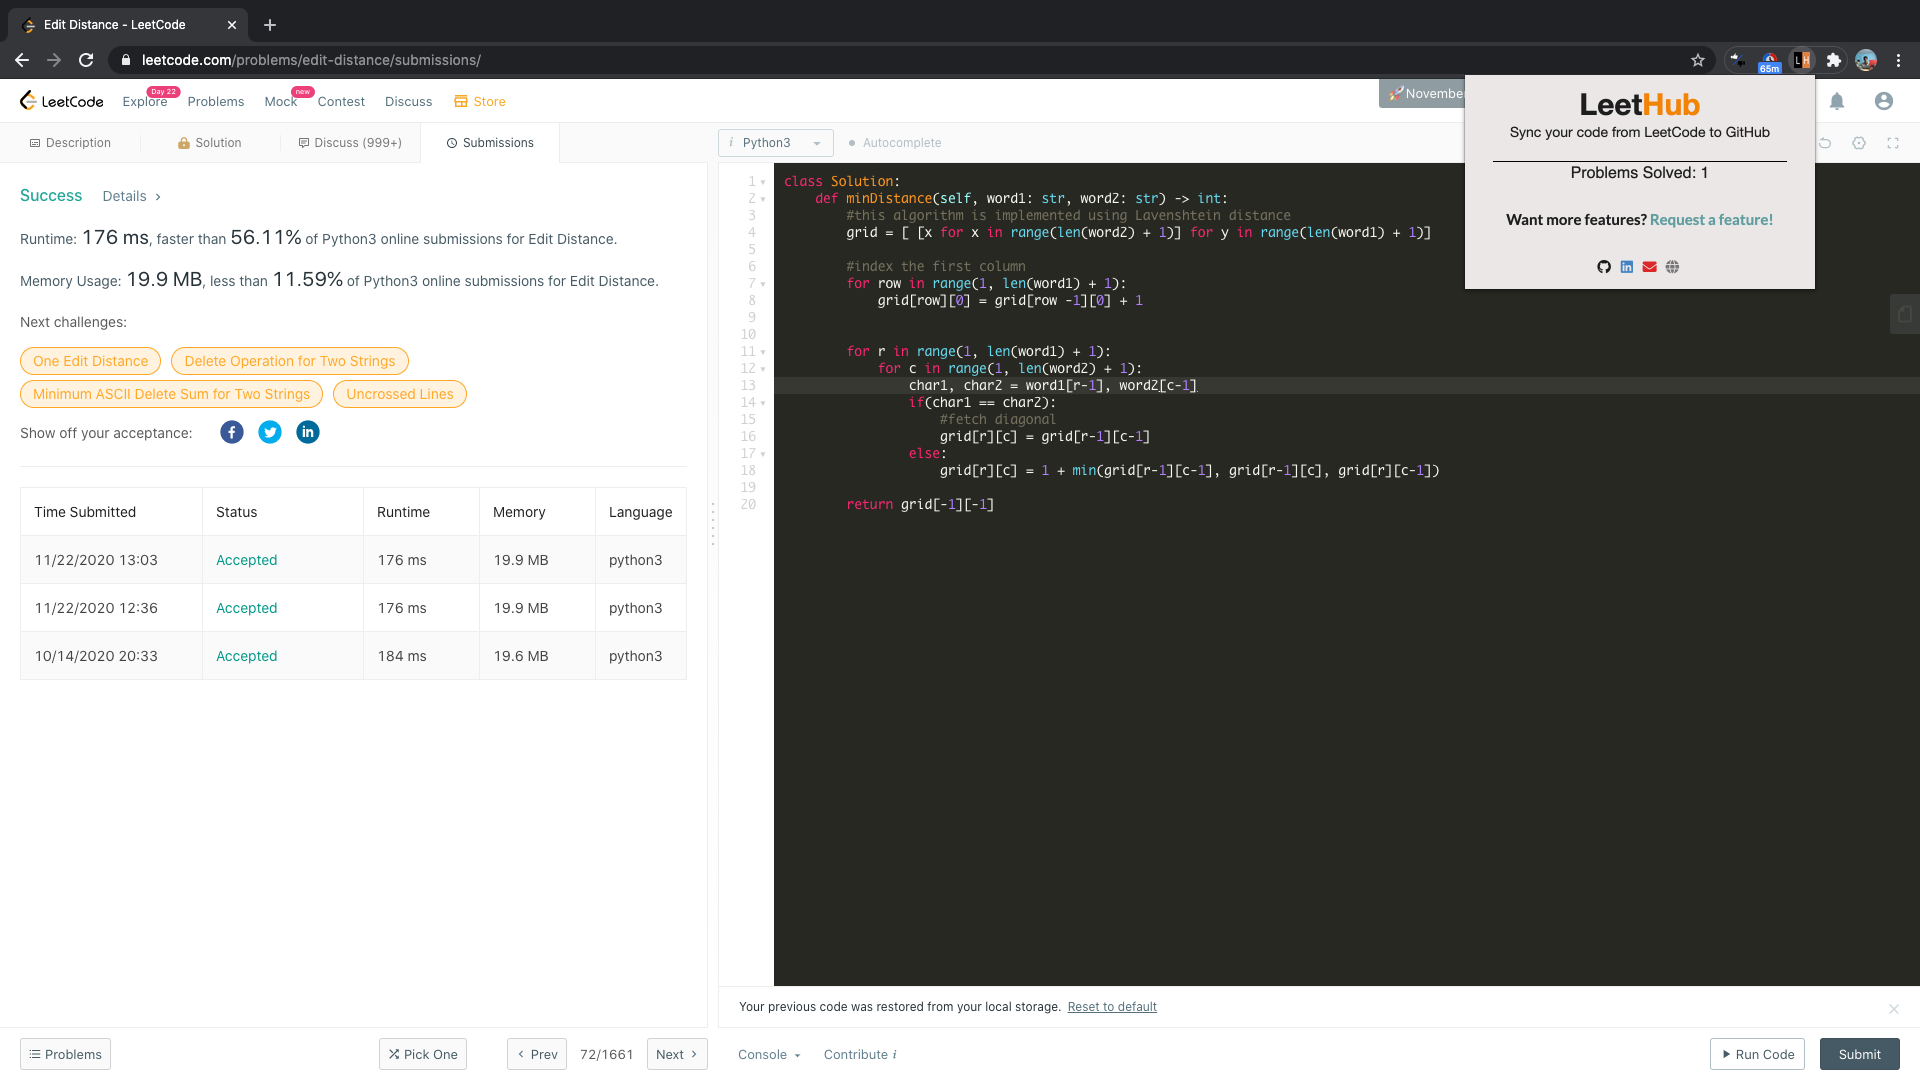 Edit Distance - LeetCode
leetcode.com/problems/edit-distance/submissions/
65m
LH
LeetCode
Explore
Day 22
Problems
Mock
new
Contest
Discuss
Store
🚀November
LeetHub
Sync your code from LeetCode to GitHub
Problems Solved: 1
Want more features? Request a feature!
Description
Solution
Discuss (999+)
Submissions
i Python3
Autocomplete
Success Details ›
Runtime: 176 ms, faster than 56.11% of Python3 online submissions for Edit Distance.
Memory Usage: 19.9 MB, less than 11.59% of Python3 online submissions for Edit Distance.
Next challenges:
One Edit Distance
Delete Operation for Two Strings
Minimum ASCII Delete Sum for Two Strings
Uncrossed Lines
Show off your acceptance:
Time Submitted Status Runtime Memory Language
11/22/2020 13:03 Accepted 176 ms 19.9 MB python3
11/22/2020 12:36 Accepted 176 ms 19.9 MB python3
10/14/2020 20:33 Accepted 184 ms 19.6 MB python3
1 class Solution:
2     def minDistance(self, word1: str, word2: str) -> int:
3         #this algorithm is implemented using Lavenshtein distance
4         grid = [ [x for x in range(len(word2) + 1)] for y in range(len(word1) + 1)]
5
6         #index the first column
7         for row in range(1, len(word1) + 1):
8             grid[row][0] = grid[row -1][0] + 1
9
10
11         for r in range(1, len(word1) + 1):
12             for c in range(1, len(word2) + 1):
13                 char1, char2 = word1[r-1], word2[c-1]
14                 if(char1 == char2):
15                     #fetch diagonal
16                     grid[r][c] = grid[r-1][c-1]
17                 else:
18                     grid[r][c] = 1 + min(grid[r-1][c-1], grid[r-1][c], grid[r][c-1])
19
20         return grid[-1][-1]
Your previous code was restored from your local storage. Reset to default
Problems
Pick One
‹ Prev
72/1661
Next ›
Console
Contribute i
Run Code
Submit